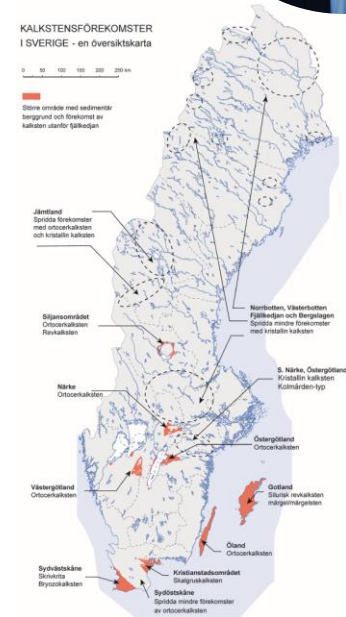 KALKSTENSFÖREKOMSTER
I SVERIGE - en översiktskarta
0 50 100 150 200 250 km
Större område med sedimentär
berggrund och förekomst av
kalksten utanför fjällkedjan
Jämtland
Spridda förekomster
med ortocerkalksten
och kristallin kalksten
Siljansområdet
Ortocerkalksten
Revkalksten
Norrbotten, Västerbotten
Fjällkedjan och Bergslagen
Spridda mindre förekomster
med kristallin kalksten
Närke
Ortocerkalksten
S. Närke, Östergötland
Kristallin kalksten
Kolmården-typ
Östergötland
Ortocerkalksten
Västergötland
Ortocerkalksten
Gotland
Silurisk revkalksten
märgel/märgelsten
Öland
Ortocerkalksten
Sydvästskåne
Skrivkrita
Bryozokalksten
Kristianstadsområdet
Skalgruskalksten
Sydöstskåne
Spridda mindre förekomster
av ortocerkalksten